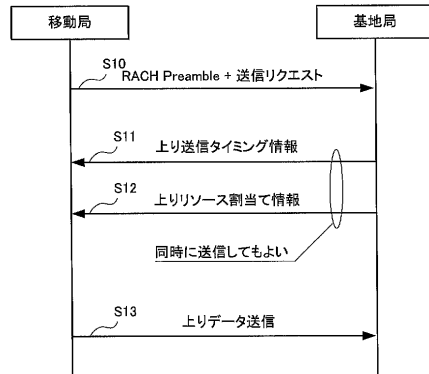 移動局
基地局
S10
RACH Preamble + 送信リクエスト
S11
上り送信タイミング情報
S12
上りリソース割当て情報
同時に送信してもよい
S13
上りデータ送信